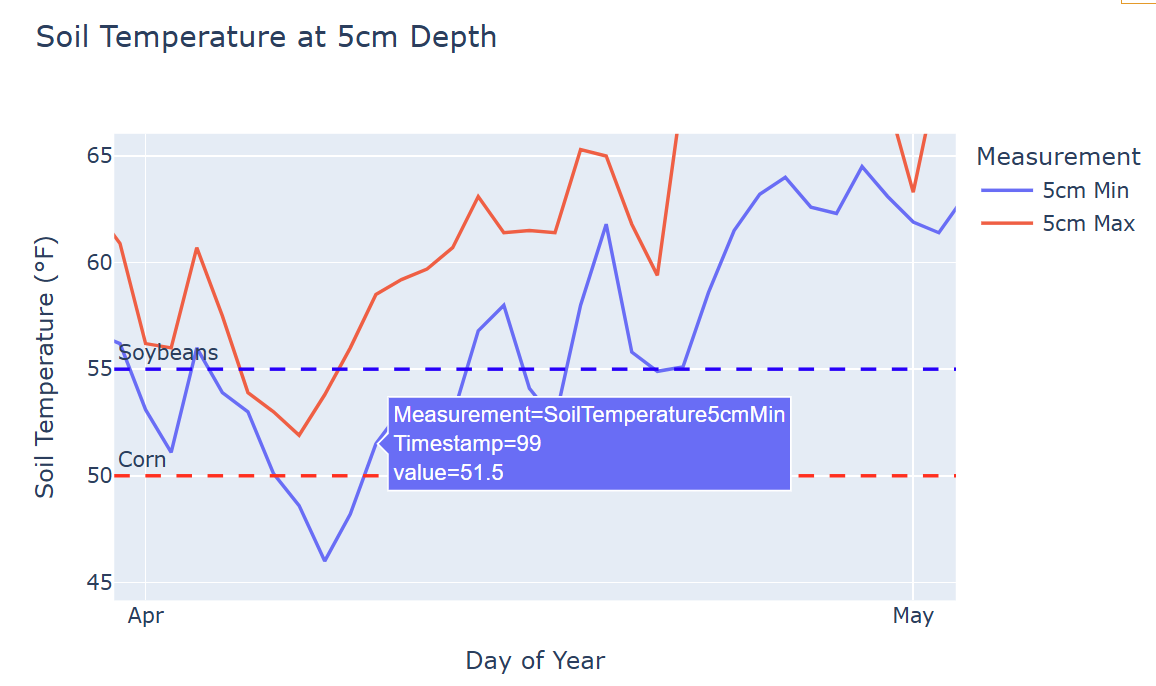 Soil Temperature at 5cm Depth
Measurement
5cm Min
5cm Max
Soil Temperature (°F)
65
60
55
50
45
Soybeans
Corn
Measurement=SoilTemperature5cmMin
Timestamp=99
value=51.5
Apr
May
Day of Year